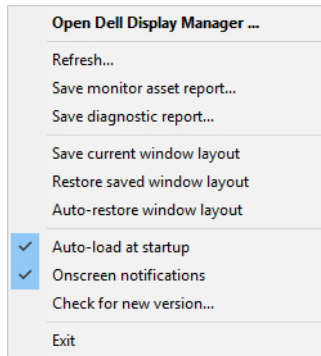 Open Dell Display Manager ...
Refresh...
Save monitor asset report...
Save diagnostic report...
Save current window layout
Restore saved window layout
Auto-restore window layout
Auto-load at startup
Onscreen notifications
Check for new version...
Exit